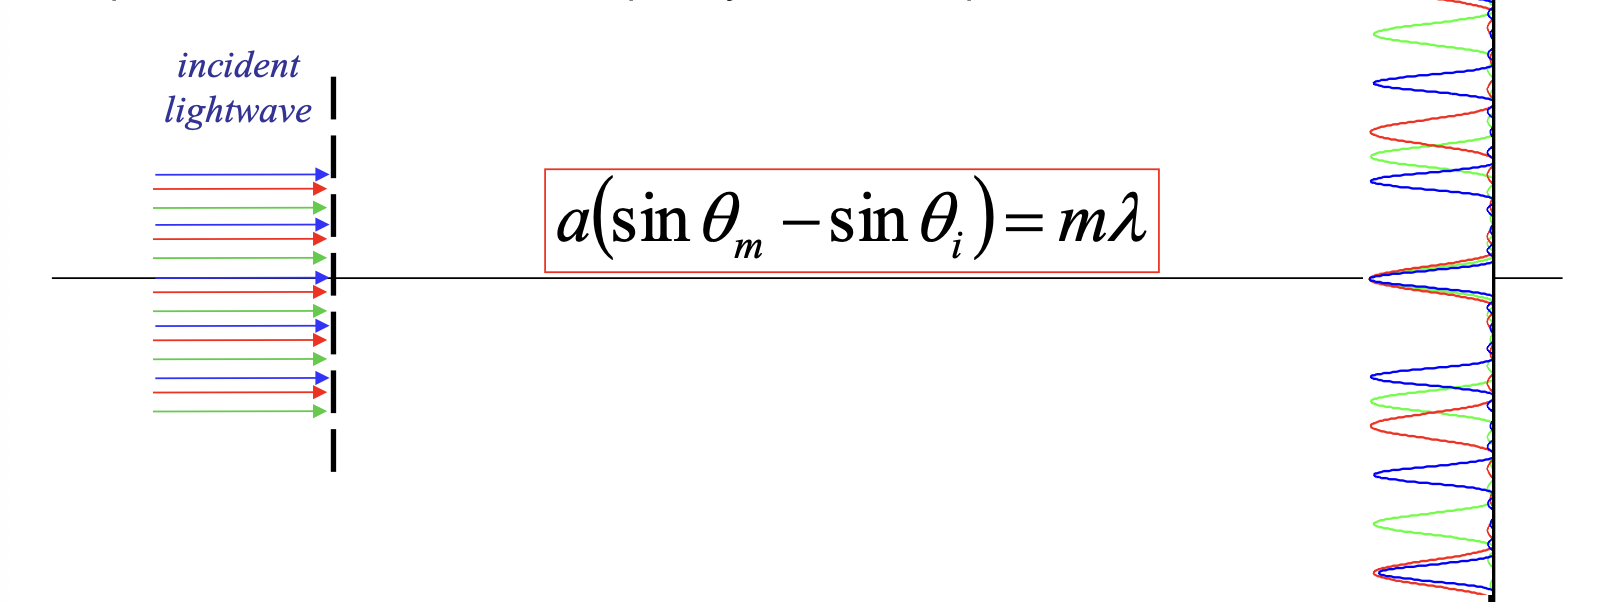 incident
lightwave
a(sin θₘ − sin θᵢ) = mλ